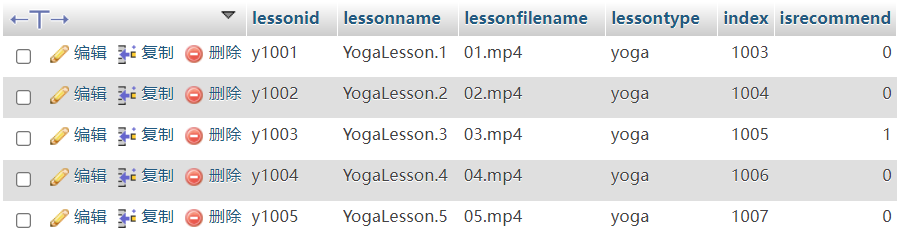 ←T→ lessonid lessonname lessonfilename lessontype index isrecommend
编辑 复制 删除 y1001 YogaLesson.1 01.mp4 yoga 1003 0
编辑 复制 删除 y1002 YogaLesson.2 02.mp4 yoga 1004 0
编辑 复制 删除 y1003 YogaLesson.3 03.mp4 yoga 1005 1
编辑 复制 删除 y1004 YogaLesson.4 04.mp4 yoga 1006 0
编辑 复制 删除 y1005 YogaLesson.5 05.mp4 yoga 1007 0